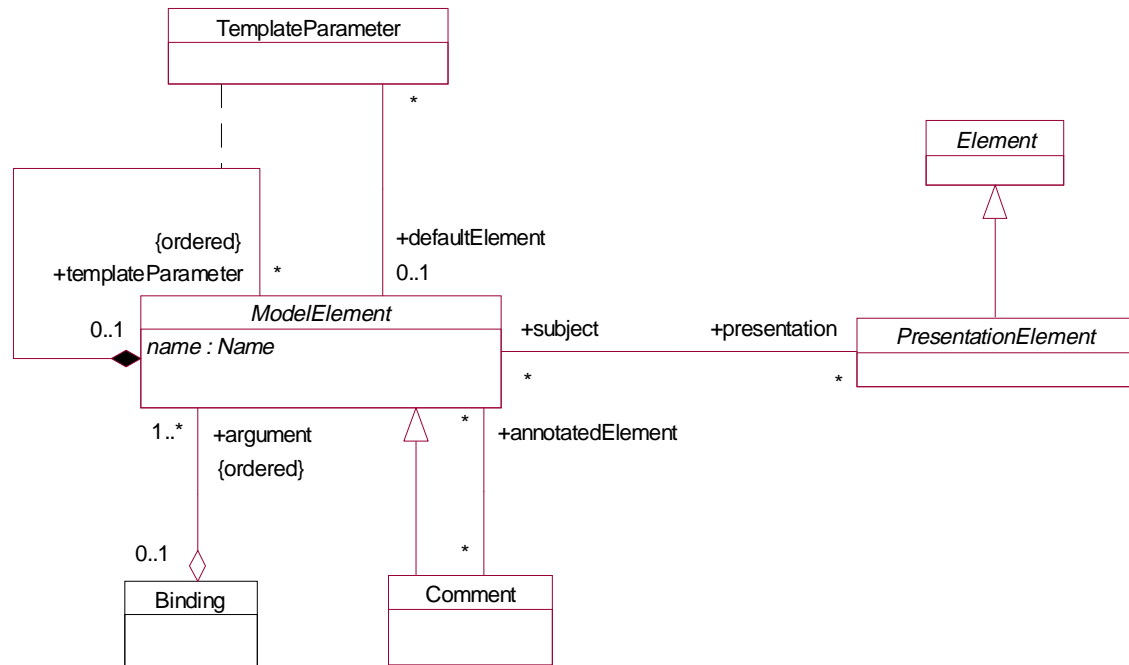 TemplateParameter
*
Element
{ordered}
+defaultElement
+templateParameter
*
0..1
ModelElement
0..1
name : Name
+subject
+presentation
PresentationElement
*
*
1..*
+argument
*
+annotatedElement
{ordered}
0..1
*
Binding
Comment